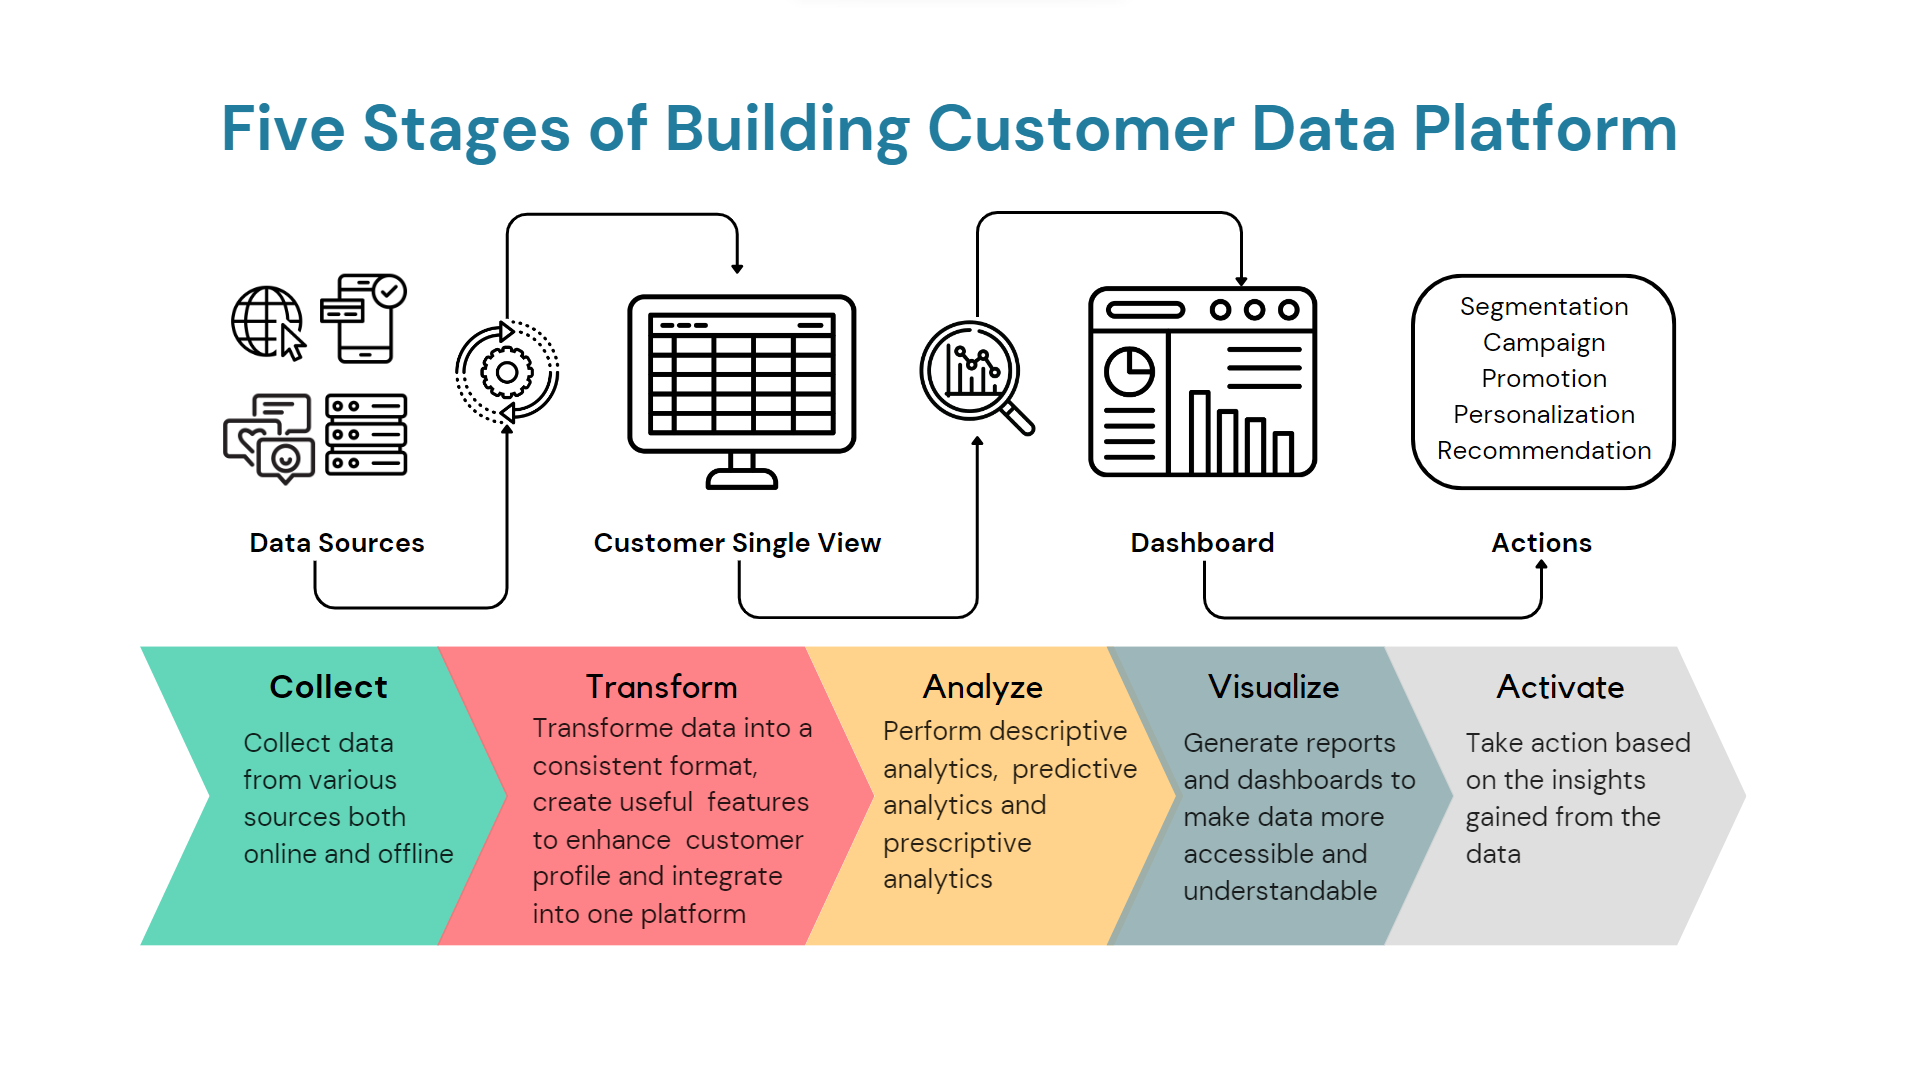 Five Stages of Building Customer Data Platform
Segmentation
Campaign
Promotion
Personalization
Recommendation
Data Sources
Customer Single View
Dashboard
Actions
Collect
Collect data
from various
sources both
online and offline
Transform
Transforme data into a
consistent format,
create useful features
to enhance customer
profile and integrate
into one platform
Analyze
Perform descriptive
analytics, predictive
analytics and
prescriptive
analytics
Visualize
Generate reports
and dashboards to
make data more
accessible and
understandable
Activate
Take action based
on the insights
gained from the
data